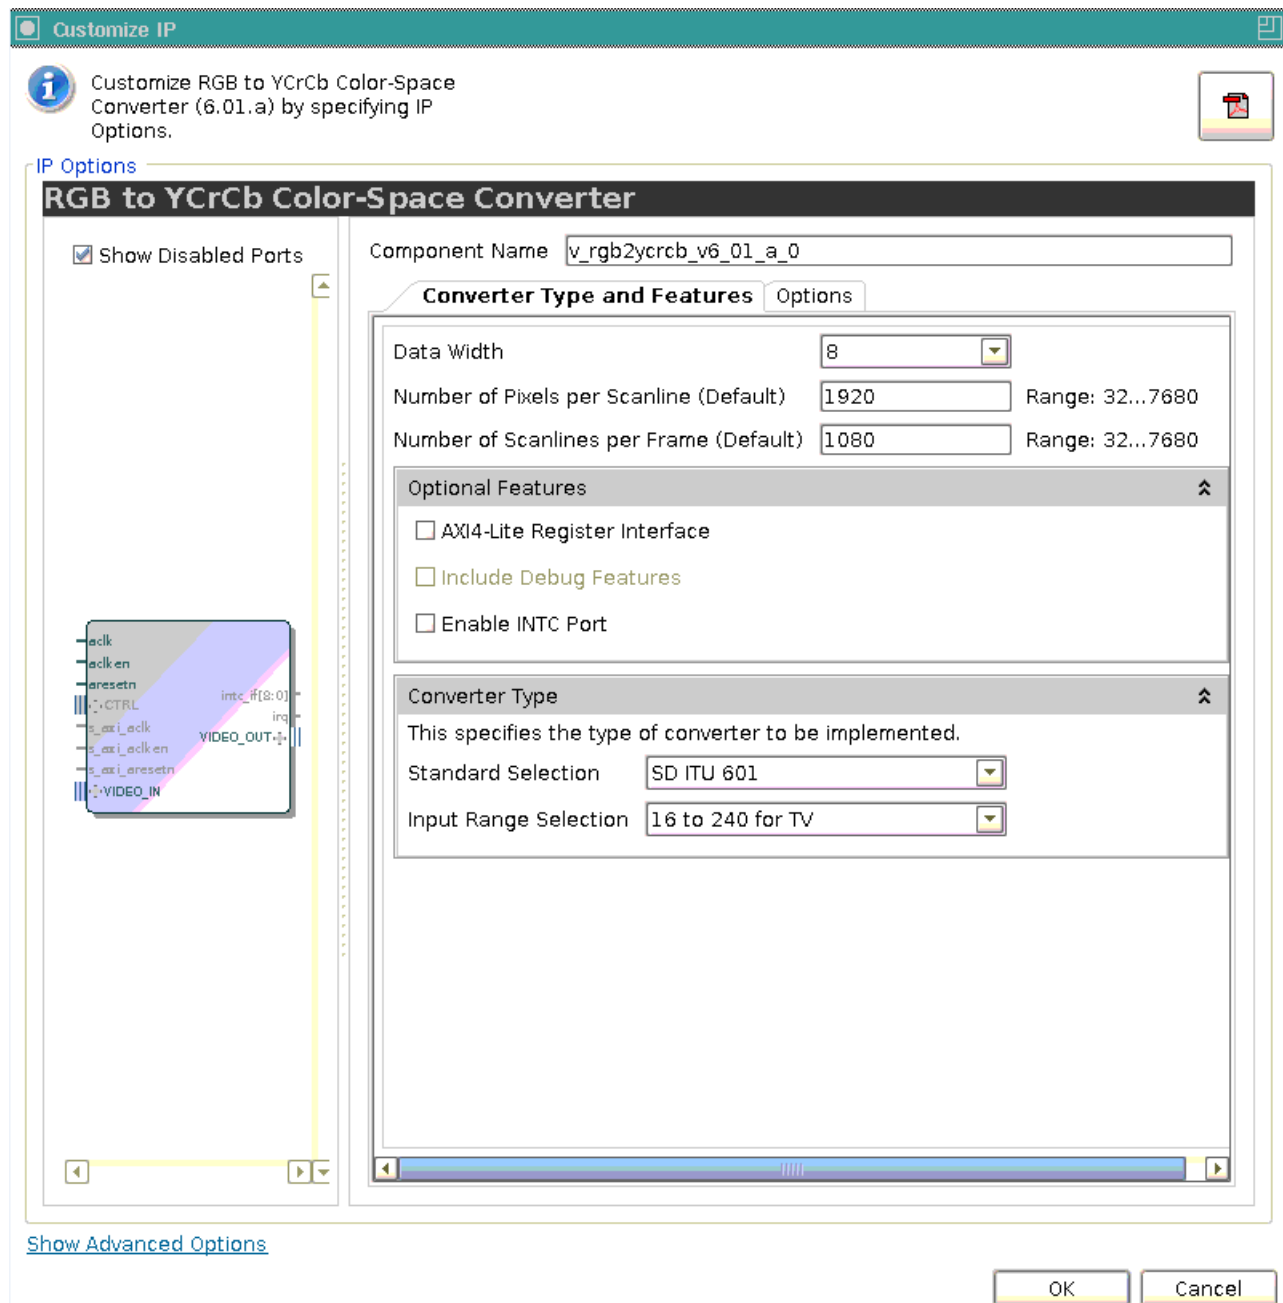 Customize IP
Customize RGB to YCrCb Color-Space
Converter (6.01.a) by specifying IP
Options.
IP Options
RGB to YCrCb Color-Space Converter
Show Disabled Ports
Component Name v_rgb2ycrcb_v6_01_a_0
Converter Type and Features Options
Data Width 8
Number of Pixels per Scanline (Default) 1920 Range: 32...7680
Number of Scanlines per Frame (Default) 1080 Range: 32...7680
Optional Features
AXI4-Lite Register Interface
Include Debug Features
Enable INTC Port
aclk
aclken
aresetn
CTRL
s_axi_aclk
s_axi_aclken
s_axi_aresetn
VIDEO_IN
intc_if[8:0]
irq
VIDEO_OUT
Converter Type
This specifies the type of converter to be implemented.
Standard Selection SD ITU 601
Input Range Selection 16 to 240 for TV
Show Advanced Options
OK Cancel